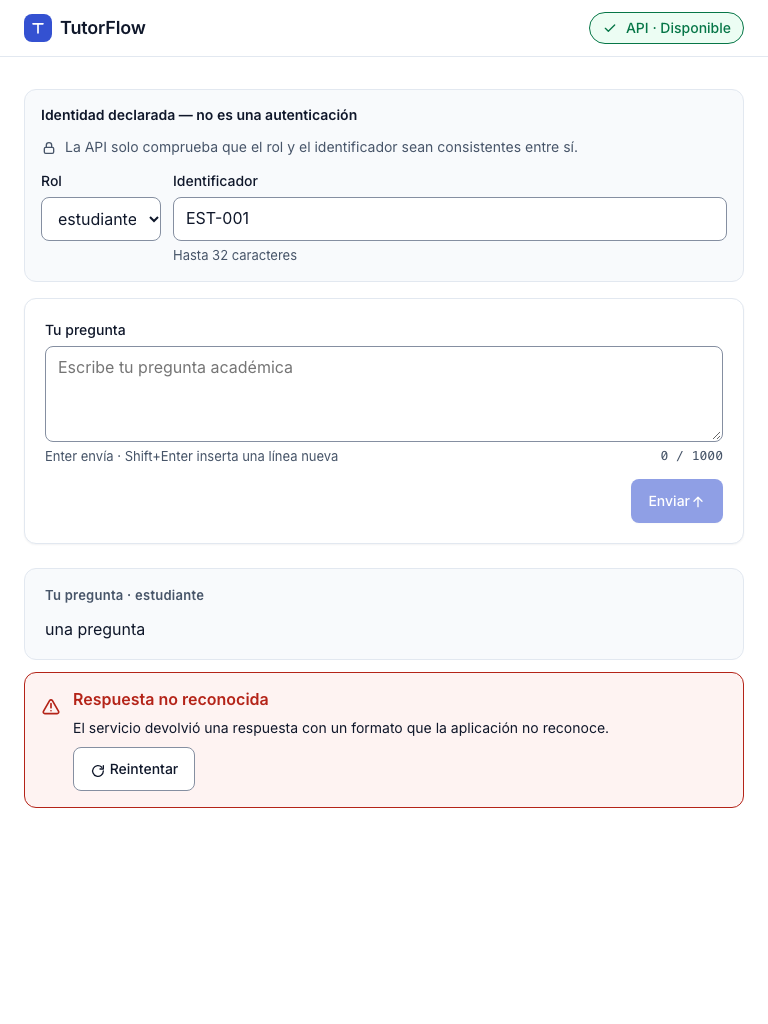 T TutorFlow
API · Disponible
Identidad declarada — no es una autenticación
La API solo comprueba que el rol y el identificador sean consistentes entre sí.
Rol
Identificador
estudiante
EST-001
Hasta 32 caracteres
Tu pregunta
Escribe tu pregunta académica
Enter envía · Shift+Enter inserta una línea nueva
0 / 1000
Enviar↑
Tu pregunta · estudiante
una pregunta
Respuesta no reconocida
El servicio devolvió una respuesta con un formato que la aplicación no reconoce.
Reintentar